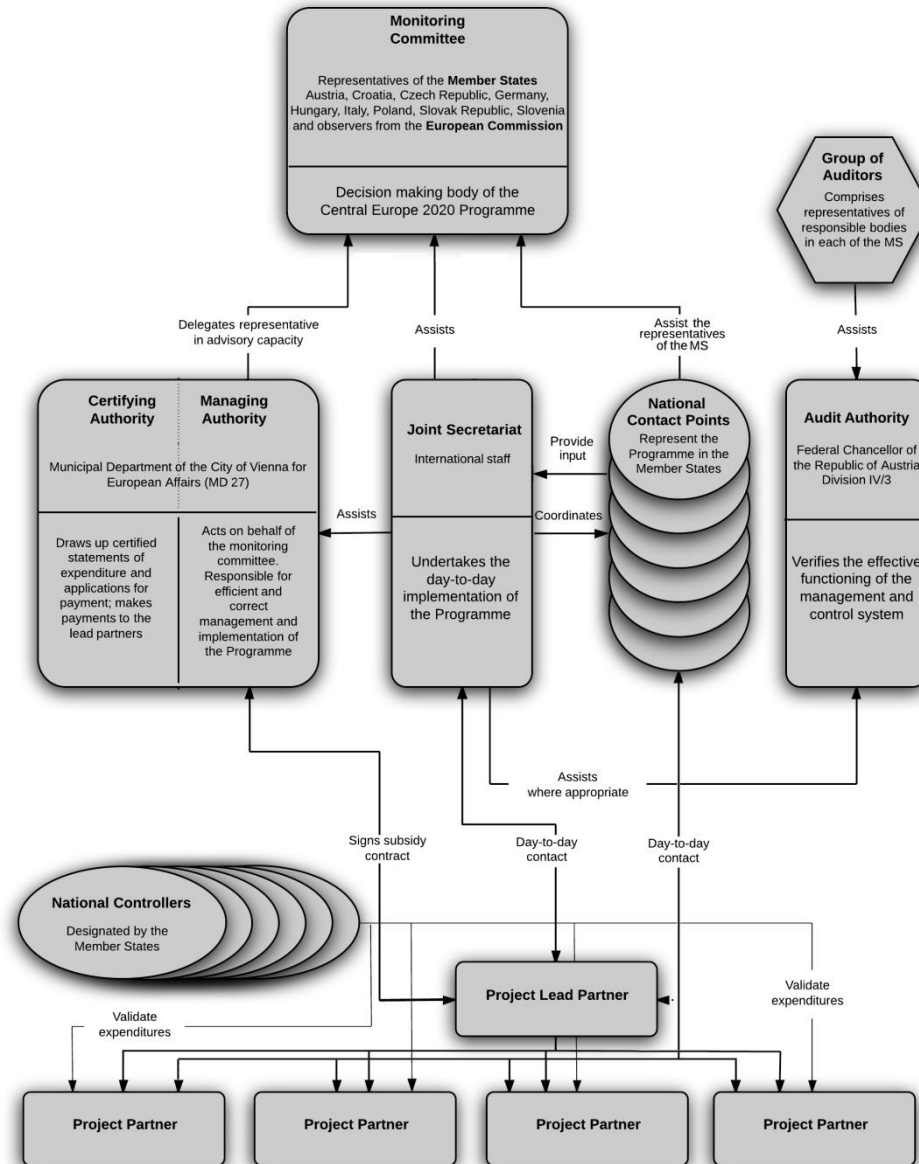 Monitoring
Committee
Representatives of the Member States
Austria, Croatia, Czech Republic, Germany,
Hungary, Italy, Poland, Slovak Republic, Slovenia
and observers from the European Commission
Decision making body of the
Central Europe 2020 Programme
Group of
Auditors
Comprises
representatives of
responsible bodies
in each of the MS
Delegates representative
in advisory capacity
Assists
Assist the
representatives
of the MS
Assists
Certifying
Authority
Managing
Authority
Municipal Department of the City of Vienna for
European Affairs (MD 27)
Draws up certified
statements of
expenditure and
applications for
payment; makes
payments to the
lead partners
Acts on behalf of
the monitoring
committee.
Responsible for
efficient and
correct
management and
implementation of
the Programme
Assists
Joint Secretariat
International staff
Undertakes the
day-to-day
implementation of
the Programme
Provide
input
Coordinates
National
Contact Points
Represent the
Programme in the
Member States
Audit Authority
Federal Chancellor of
the Republic of Austria
Division IV/3
Verifies the effective
functioning of the
management and
control system
Assists
where appropriate
Signs subsidy
contract
Day-to-day
contact
Day-to-day
contact
National Controllers
Designated by the
Member States
Project Lead Partner
Validate
expenditures
Validate
expenditures
Project Partner
Project Partner
Project Partner
Project Partner